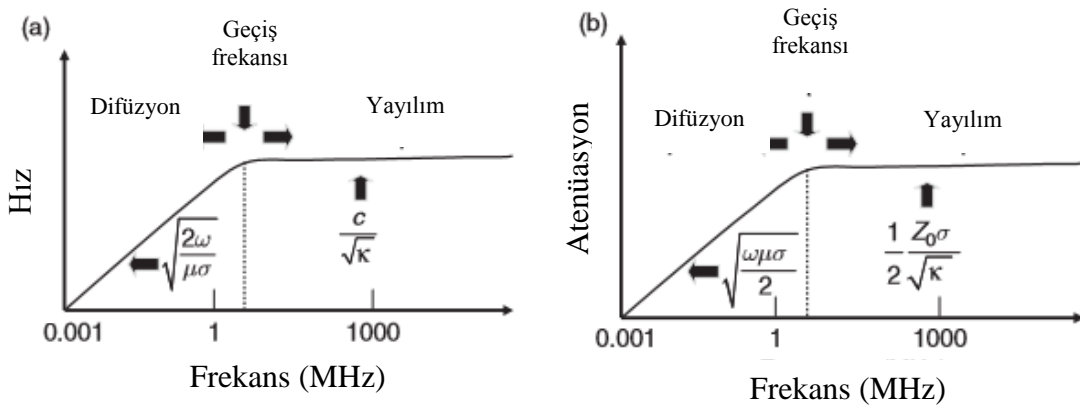 (a)
Geçiş
frekansı
Difüzyon
Yayılım
Hız
√(2ω/μσ)
c/√κ
0.001
1
1000
Frekans (MHz)
(b)
Geçiş
frekansı
Difüzyon
Yayılım
Atenüasyon
√(ωμσ/2)
1/2 Z₀σ/√κ
0.001
1
1000
Frekans (MHz)